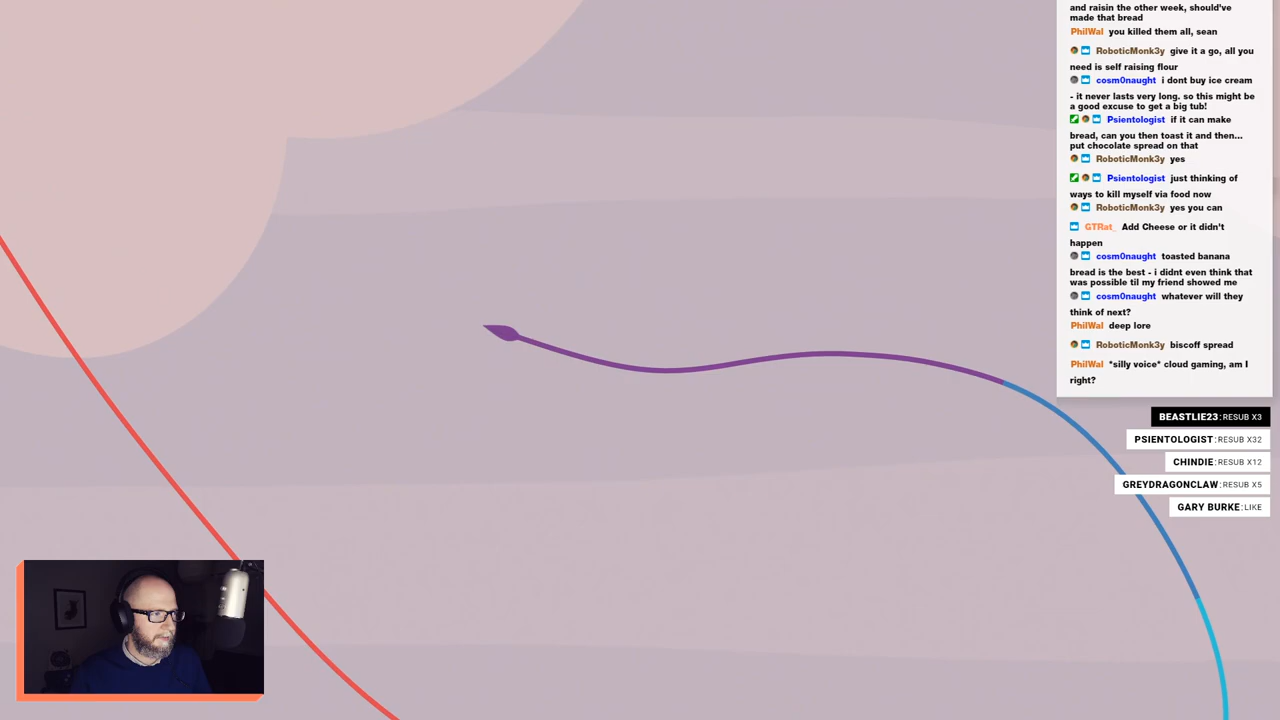 and raisin the other week, should've
made that bread
PhilWal you killed them all, sean
RoboticMonk3y give it a go, all you
need is self raising flour
cosm0naught i dont buy ice cream
- it never lasts very long. so this might be
a good excuse to get a big tub!
Psientologist if it can make
bread, can you then toast it and then...
put chocolate spread on that
RoboticMonk3y yes
Psientologist just thinking of
ways to kill myself via food now
RoboticMonk3y yes you can
GTRat_ Add Cheese or it didn't
happen
cosm0naught toasted banana
bread is the best - i didnt even think that
was possible til my friend showed me
cosm0naught whatever will they
think of next?
PhilWal deep lore
RoboticMonk3y biscoff spread
PhilWal *silly voice* cloud gaming, am I
right?
BEASTLIE23: RESUB X3
PSIENTOLOGIST: RESUB X32
CHINDIE: RESUB X12
GREYDRAGONCLAW: RESUB X5
GARY BURKE: LIKE